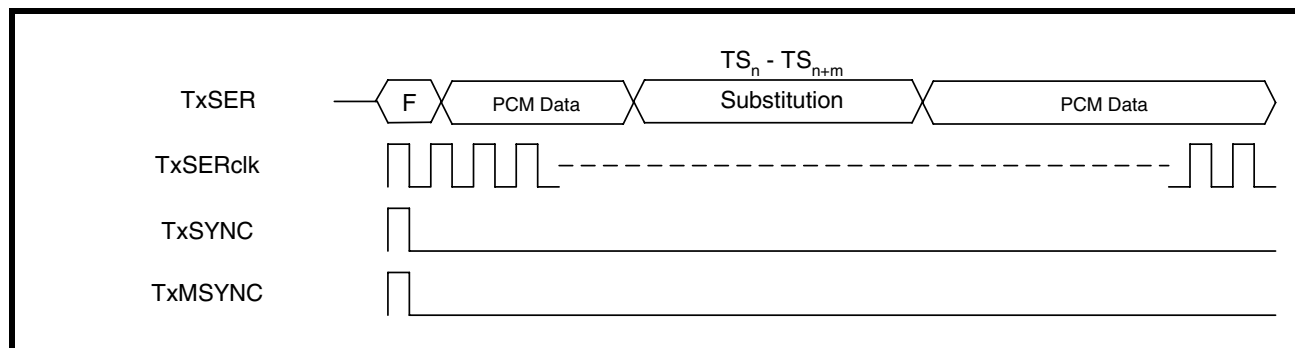 TSn - TSn+m
TxSER F PCM Data Substitution PCM Data
TxSERclk
TxSYNC
TxMSYNC